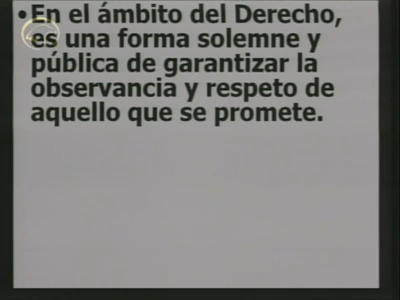 •En el ámbito del Derecho,
es una forma solemne y
pública de garantizar la
observancia y respeto de
aquello que se promete.